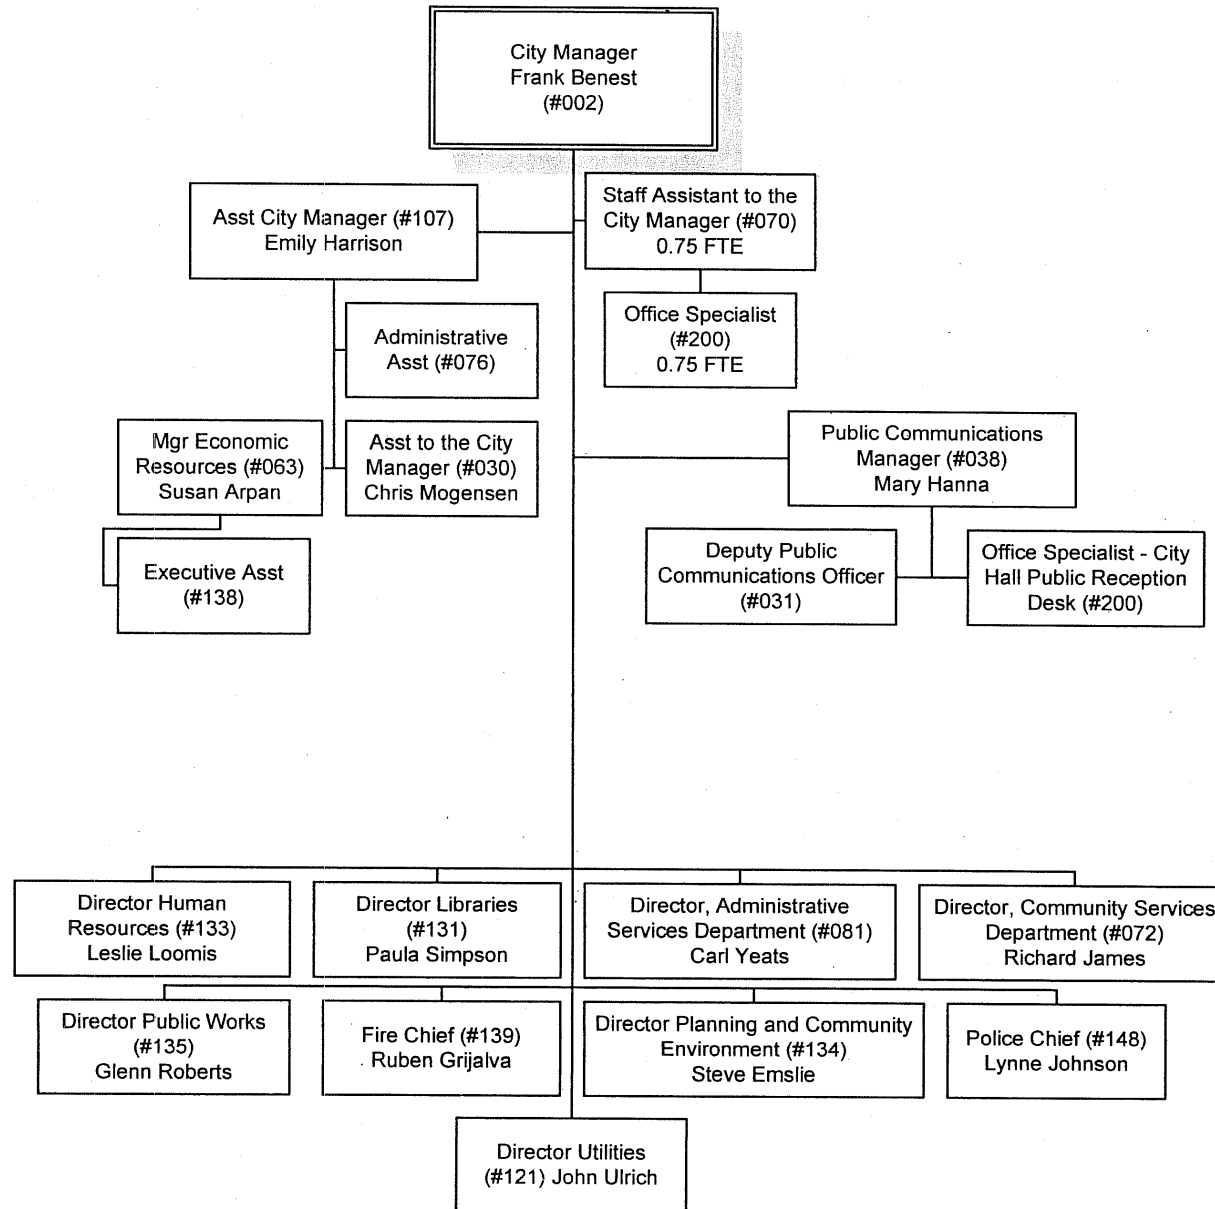 City Manager
Frank Benest
(#002)
Asst City Manager (#107)
Emily Harrison
Staff Assistant to the
City Manager (#070)
0.75 FTE
Administrative
Asst (#076)
Office Specialist
(#200)
0.75 FTE
Mgr Economic
Resources (#063)
Susan Arpan
Asst to the City
Manager (#030)
Chris Mogensen
Public Communications
Manager (#038)
Mary Hanna
Executive Asst
(#138)
Deputy Public
Communications Officer
(#031)
Office Specialist - City
Hall Public Reception
Desk (#200)
Director Human
Resources (#133)
Leslie Loomis
Director Libraries
(#131)
Paula Simpson
Director, Administrative
Services Department (#081)
Carl Yeats
Director, Community Services
Department (#072)
Richard James
Director Public Works
(#135)
Glenn Roberts
Fire Chief (#139)
Ruben Grijalva
Director Planning and Community
Environment (#134)
Steve Emslie
Police Chief (#148)
Lynne Johnson
Director Utilities
(#121) John Ulrich